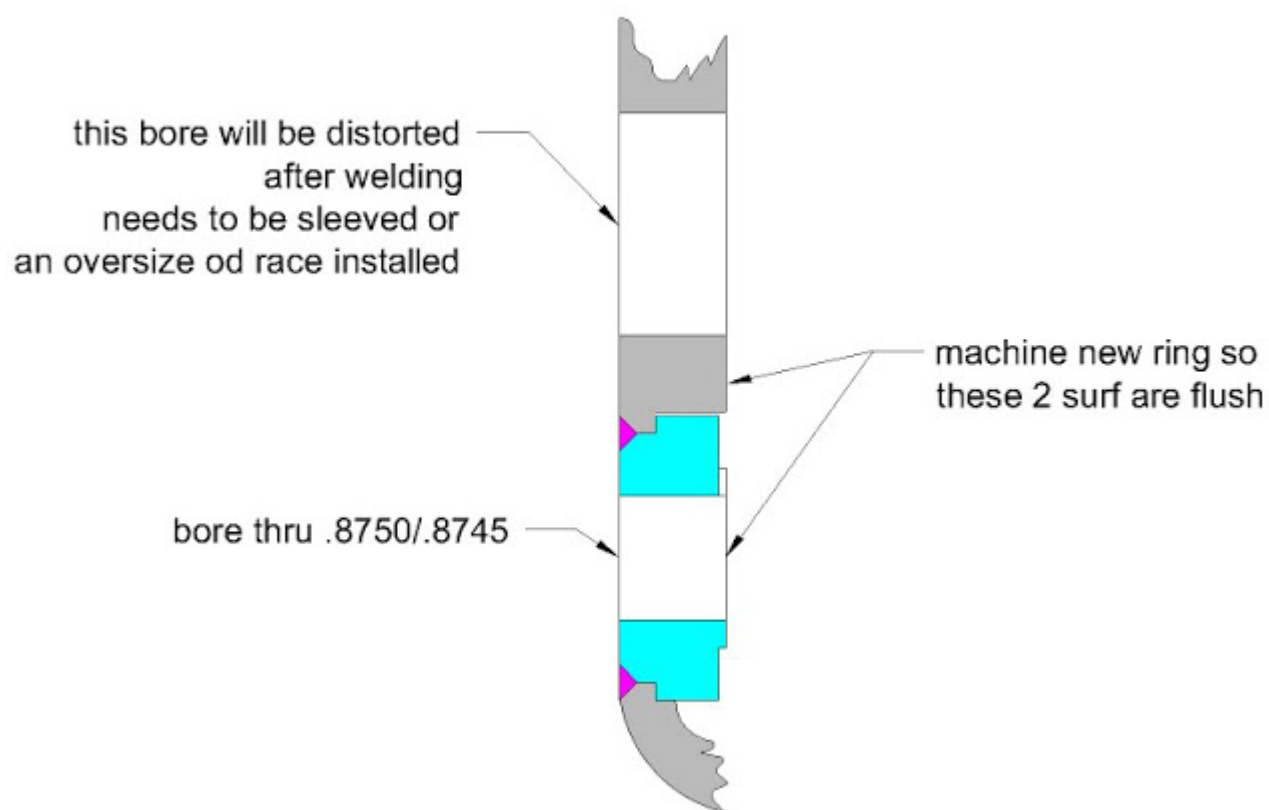 this bore will be distorted
after welding
needs to be sleeved or
an oversize od race installed
machine new ring so
these 2 surf are flush
bore thru .8750/.8745